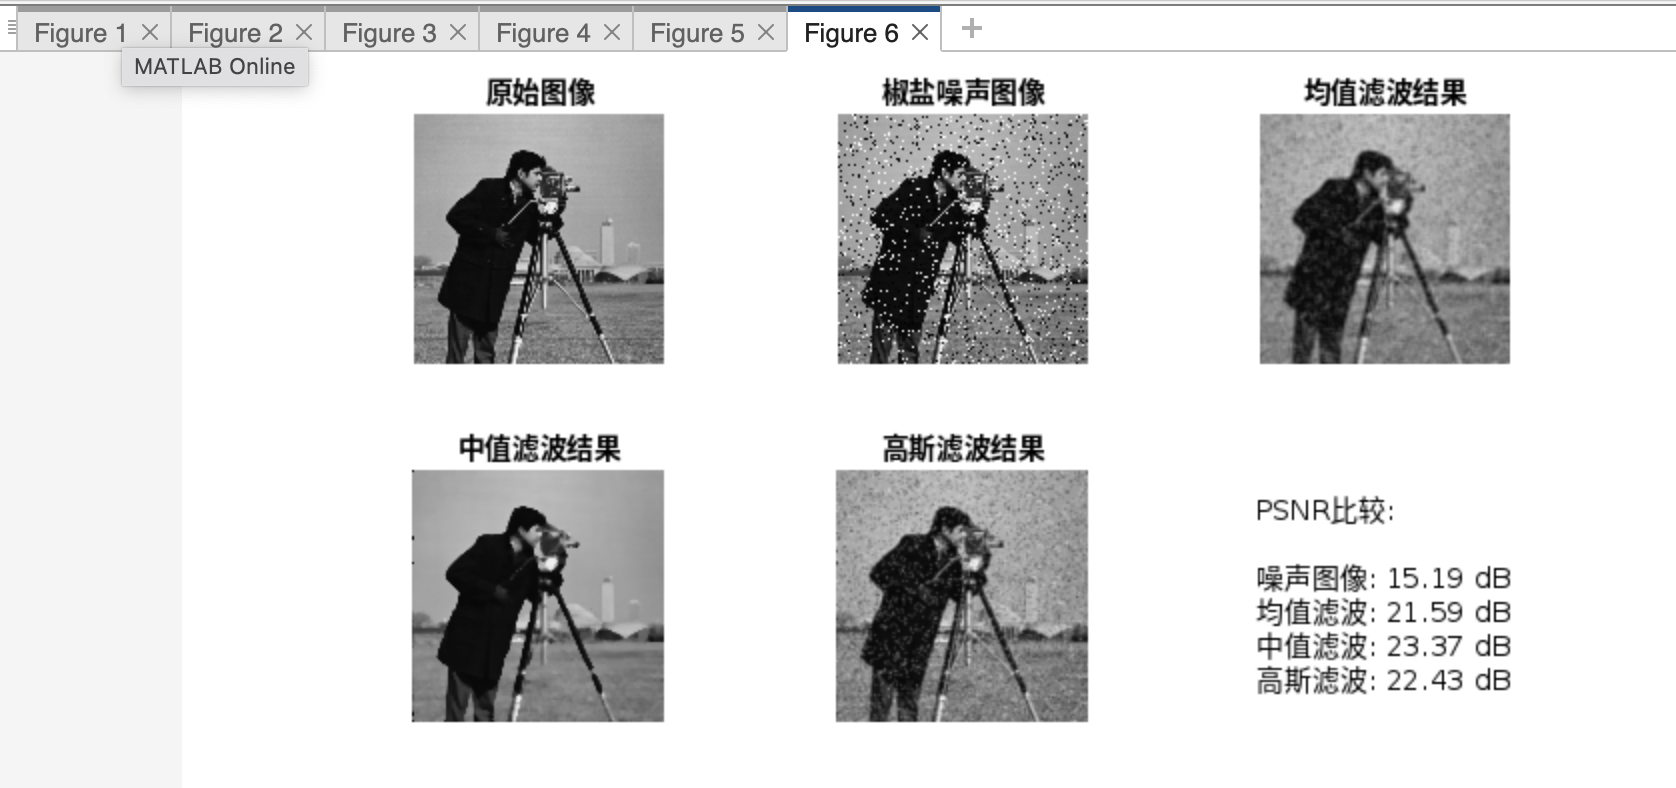 Figure 1
Figure 2
Figure 3
Figure 4
Figure 5
Figure 6
MATLAB Online
原始图像
椒盐噪声图像
均值滤波结果
中值滤波结果
高斯滤波结果
PSNR比较:
噪声图像: 15.19 dB
均值滤波: 21.59 dB
中值滤波: 23.37 dB
高斯滤波: 22.43 dB